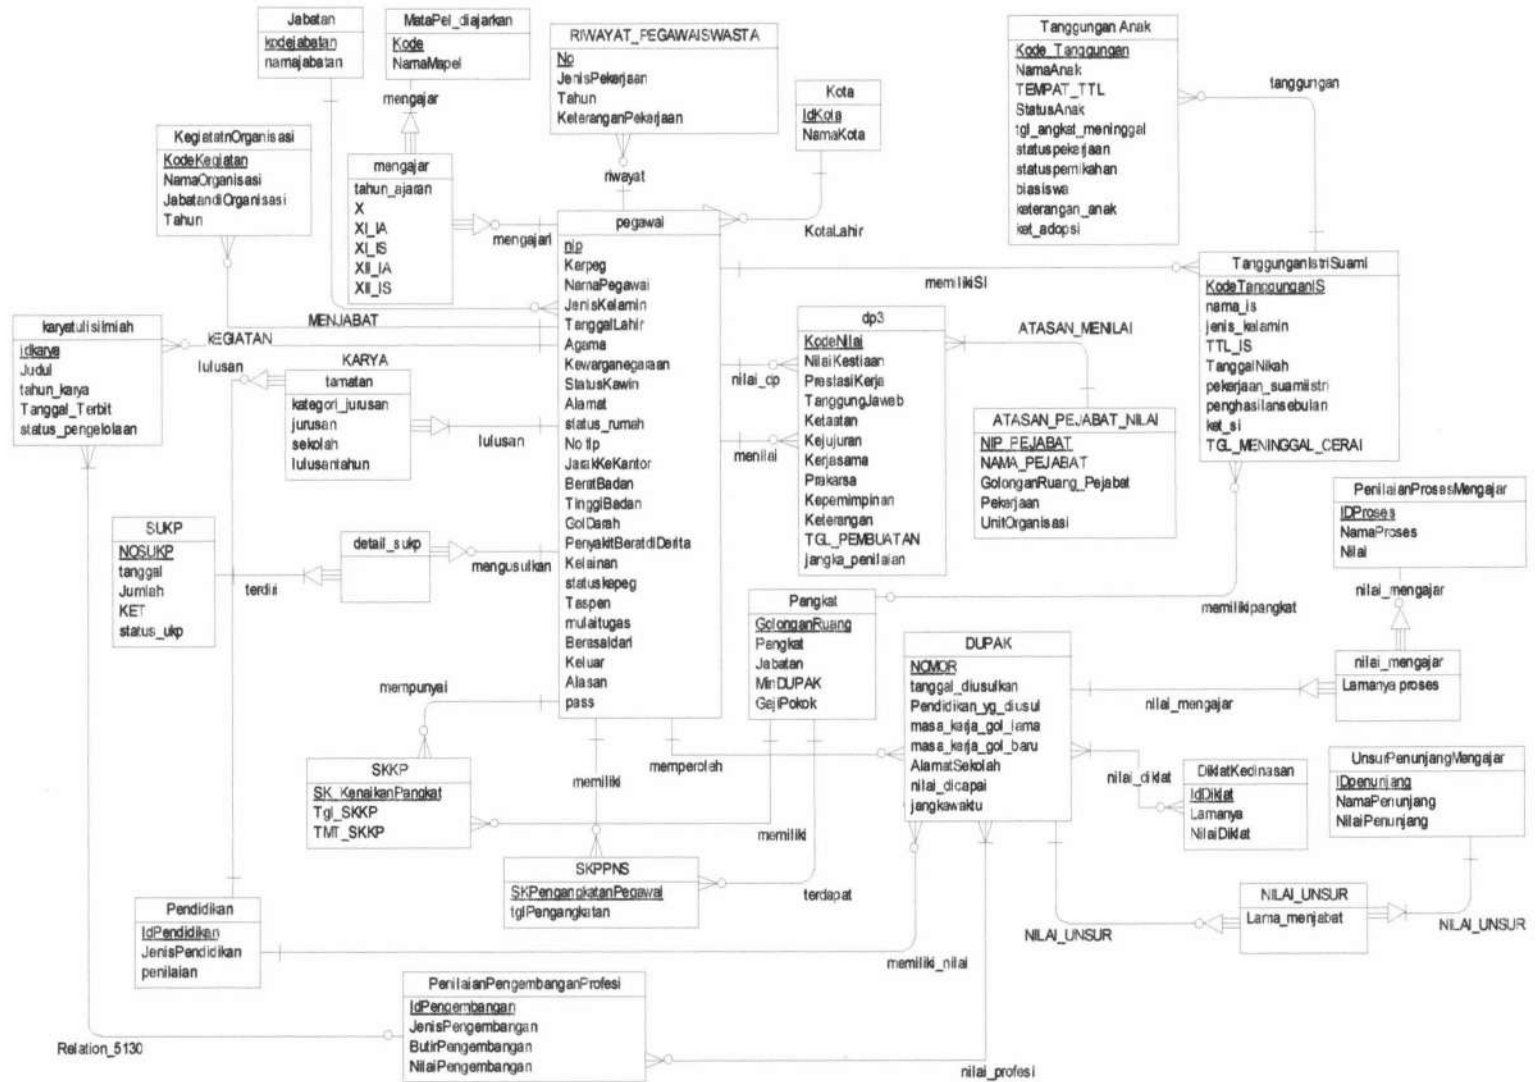 Jabatan
kodejabatan
namajabatan
MataPel_diajarkan
Kode
NamaMapel
mengajar
RIWAYAT_PEGAWAISWASTA
No
JenisPekerjaan
Tahun
KeteranganPekerjaan
riwayat
Kota
IdKota
NamaKota
KotaLahir
Tanggungan Anak
Kode_Tanggungan
NamaAnak
TEMPAT_TTL
StatusAnak
tgl_angkat_meninggal
statuspekerjaan
statuspernikahan
biasiswa
keterangan_anak
ket_adopsi
tanggungan
KegiatatnOrganisasi
KodeKegiatan
NamaOrganisasi
JabatandiOrganisasi
Tahun
mengajar
tahun_ajaran
X
XI_IA
XI_IS
XII_IA
XII_IS
mengajari
pegawai
nip
Karpeg
NamaPegawai
JenisKelamin
TanggalLahir
Agama
Kewarganegaraan
StatusKawin
Alamat
status_rumah
No tlp
JarakKeKantor
BeratBadan
TinggiBadan
GolDarah
PenyakitBeratdiDerita
Kelainan
statuskepeg
Taspen
mulaitugas
Berasaldari
Keluar
Alasan
pass
memilikiSI
TanggunganIstriSuami
KodeTanggunganIS
nama_is
jenis_kelamin
TTL_IS
TanggalNikah
pekerjaan_suamiistri
penghasilansebulan
ket_si
TGL_MENINGGAL_CERAI
MENJABAT
KEGIATAN
KARYA
karyatulisilmiah
idkarya
Judul
tahun_karya
Tanggal_Terbit
status_pengelolaan
lulusan
tamatan
kategori_jurusan
jurusan
sekolah
lulusantahun
lulusan
dp3
KodeNilai
NilaiKestiaan
PrestasiKerja
TanggungJawab
Ketaatan
Kejujuran
Kerjasama
Prakarsa
Kepemimpinan
Keterangan
TGL_PEMBUATAN
jangka_penilaian
nilai_dp
menilai
ATASAN_MENILAI
ATASAN_PEJABAT_NILAI
NIP_PEJABAT
NAMA_PEJABAT
GolonganRuang_Pejabat
Pekerjaan
UnitOrganisasi
SUKP
NOSUKP
tanggal
Jumlah
KET
status_ukp
terdiri
detail_sukp
mengusulkan
PenilaianProsesMengajar
IDProses
NamaProses
Nilai
nilai_mengajar
nilai_mengajar
Lamanya proses
nilai_mengajar
Pangkat
GolonganRuang
Pangkat
Jabatan
MinDUPAK
GajiPokok
memilikipangkat
DUPAK
NOMOR
tanggal_diusulkan
Pendidikan_yg_diusul
masa_kerja_gol_lama
masa_kerja_gol_baru
AlamatSekolah
nilai_dicapai
jangkawaktu
mempunyai
SKKP
SK_KenaikanPangkat
Tgl_SKKP
TMT_SKKP
memiliki
memperoleh
memiliki
terdapat
SKPPNS
SKPengangkatanPegawai
tglPengangkatan
nilai_diklat
DiklatKedinasan
IdDiklat
Lamanya
NilaiDiklat
UnsurPenunjangMengajar
IDpenunjang
NamaPenunjang
NilaiPenunjang
NILAI_UNSUR
Lama_menjabat
NILAI_UNSUR
NILAI_UNSUR
Pendidikan
IdPendidikan
JenisPendidikan
penilaian
memiliki_nilai
PenilaianPengembanganProfesi
IdPengembangan
JenisPengembangan
ButirPengembangan
NilaiPengembangan
Relation_5130
nilai_profesi